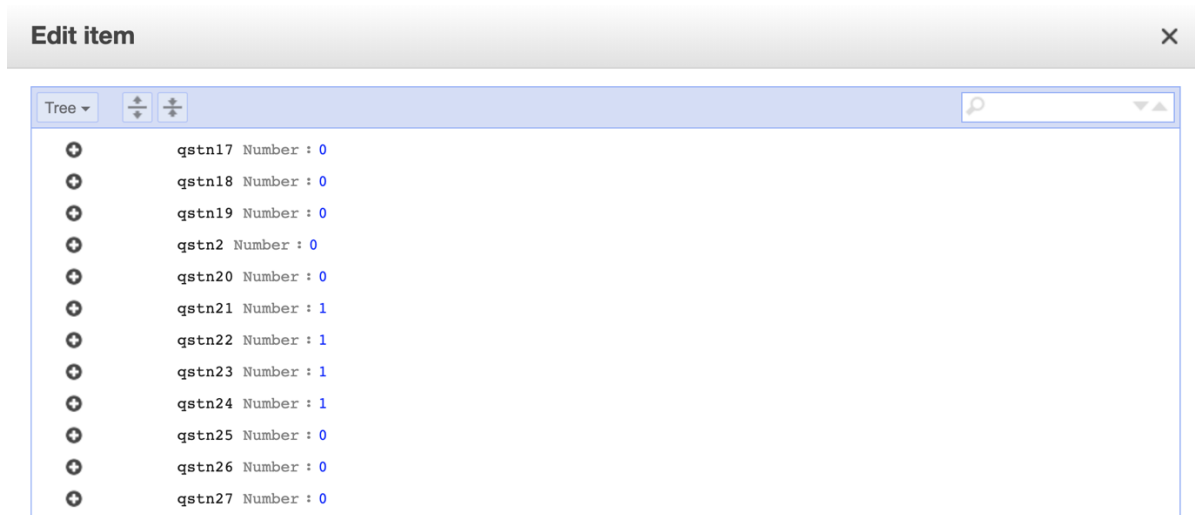 Edit item
Tree
qstn17 Number : 0
qstn18 Number : 0
qstn19 Number : 0
qstn2 Number : 0
qstn20 Number : 0
qstn21 Number : 1
qstn22 Number : 1
qstn23 Number : 1
qstn24 Number : 1
qstn25 Number : 0
qstn26 Number : 0
qstn27 Number : 0